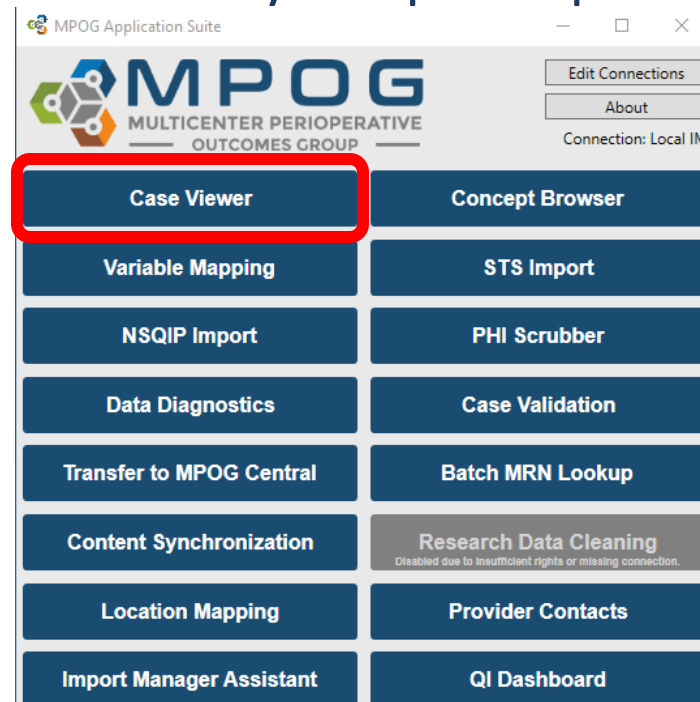 MPOG Application Suite
MPOG
MULTICENTER PERIOPERATIVE
OUTCOMES GROUP
Edit Connections
About
Connection: Local
Case Viewer
Concept Browser
Variable Mapping
STS Import
NSQIP Import
PHI Scrubber
Data Diagnostics
Case Validation
Transfer to MPOG Central
Batch MRN Lookup
Content Synchronization
Research Data Cleaning
Disabled due to insufficient rights or missing connection.
Location Mapping
Provider Contacts
Import Manager Assistant
QI Dashboard